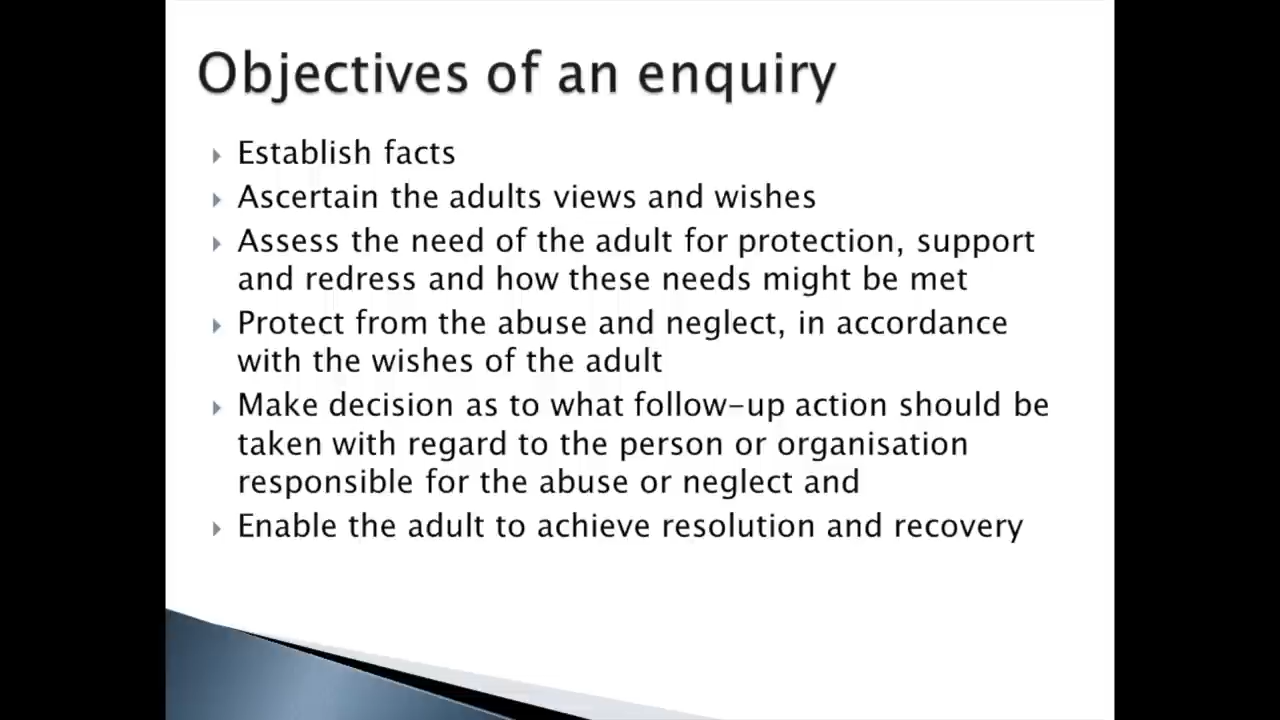 Objectives of an enquiry
Establish facts
Ascertain the adults views and wishes
Assess the need of the adult for protection, support
and redress and how these needs might be met
Protect from the abuse and neglect, in accordance
with the wishes of the adult
Make decision as to what follow-up action should be
taken with regard to the person or organisation
responsible for the abuse or neglect and
Enable the adult to achieve resolution and recovery